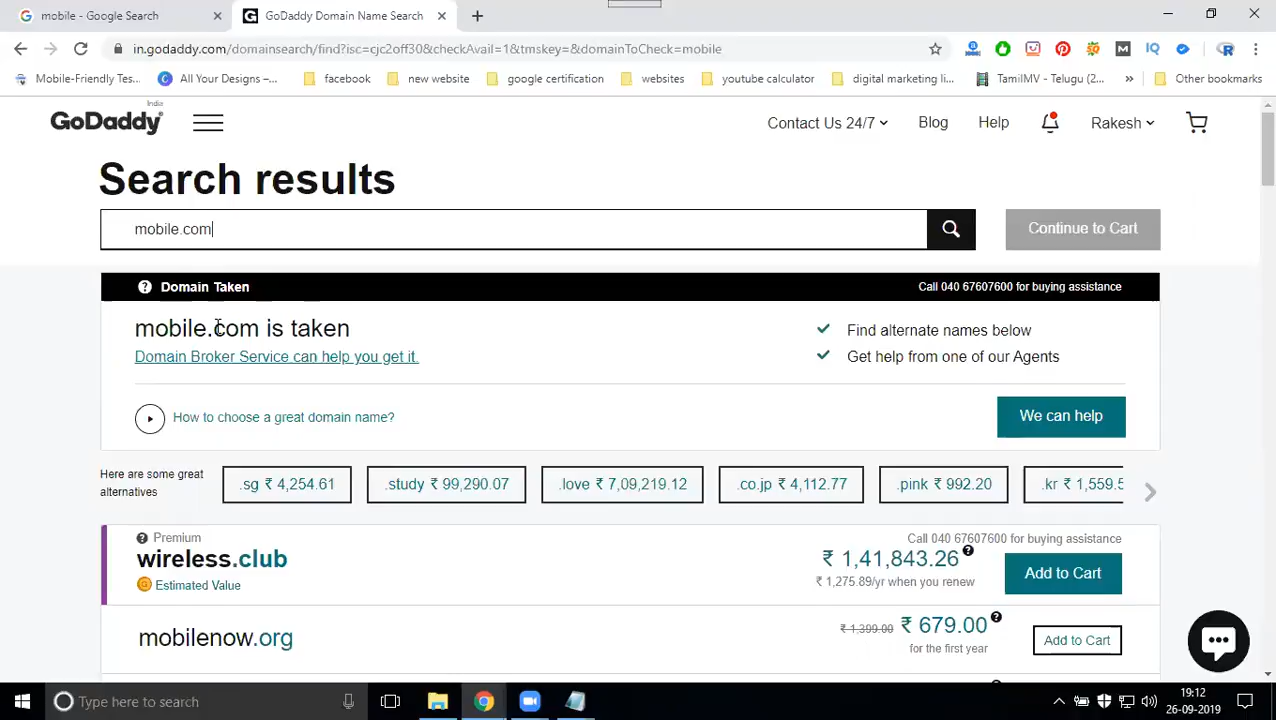 mobile - Google Search
GoDaddy Domain Name Search
in.godaddy.com/domainsearch/find?isc=cjc2off30&checkAvail=1&tmskey=&domainToCheck=mobile
Mobile-Friendly Tes...
All Your Designs –...
facebook
new website
google certification
websites
youtube calculator
digital marketing li...
TamilMV - Telugu (2...
Other bookmarks
GoDaddy India
Contact Us 24/7
Blog
Help
Rakesh
Search results
mobile.com
Continue to Cart
Domain Taken
Call 040 67607600 for buying assistance
mobile.com is taken
Find alternate names below
Domain Broker Service can help you get it.
Get help from one of our Agents
How to choose a great domain name?
We can help
Here are some great
alternatives
.sg ₹ 4,254.61
.study ₹ 99,290.07
.love ₹ 7,09,219.12
.co.jp ₹ 4,112.77
.pink ₹ 992.20
.kr ₹ 1,559.5
Premium
Call 040 67607600 for buying assistance
wireless.club
₹ 1,41,843.26
Add to Cart
Estimated Value
₹ 1,275.89/yr when you renew
mobilenow.org
₹ 1,399.00 ₹ 679.00
for the first year
Add to Cart
Type here to search
19:12
26-09-2019